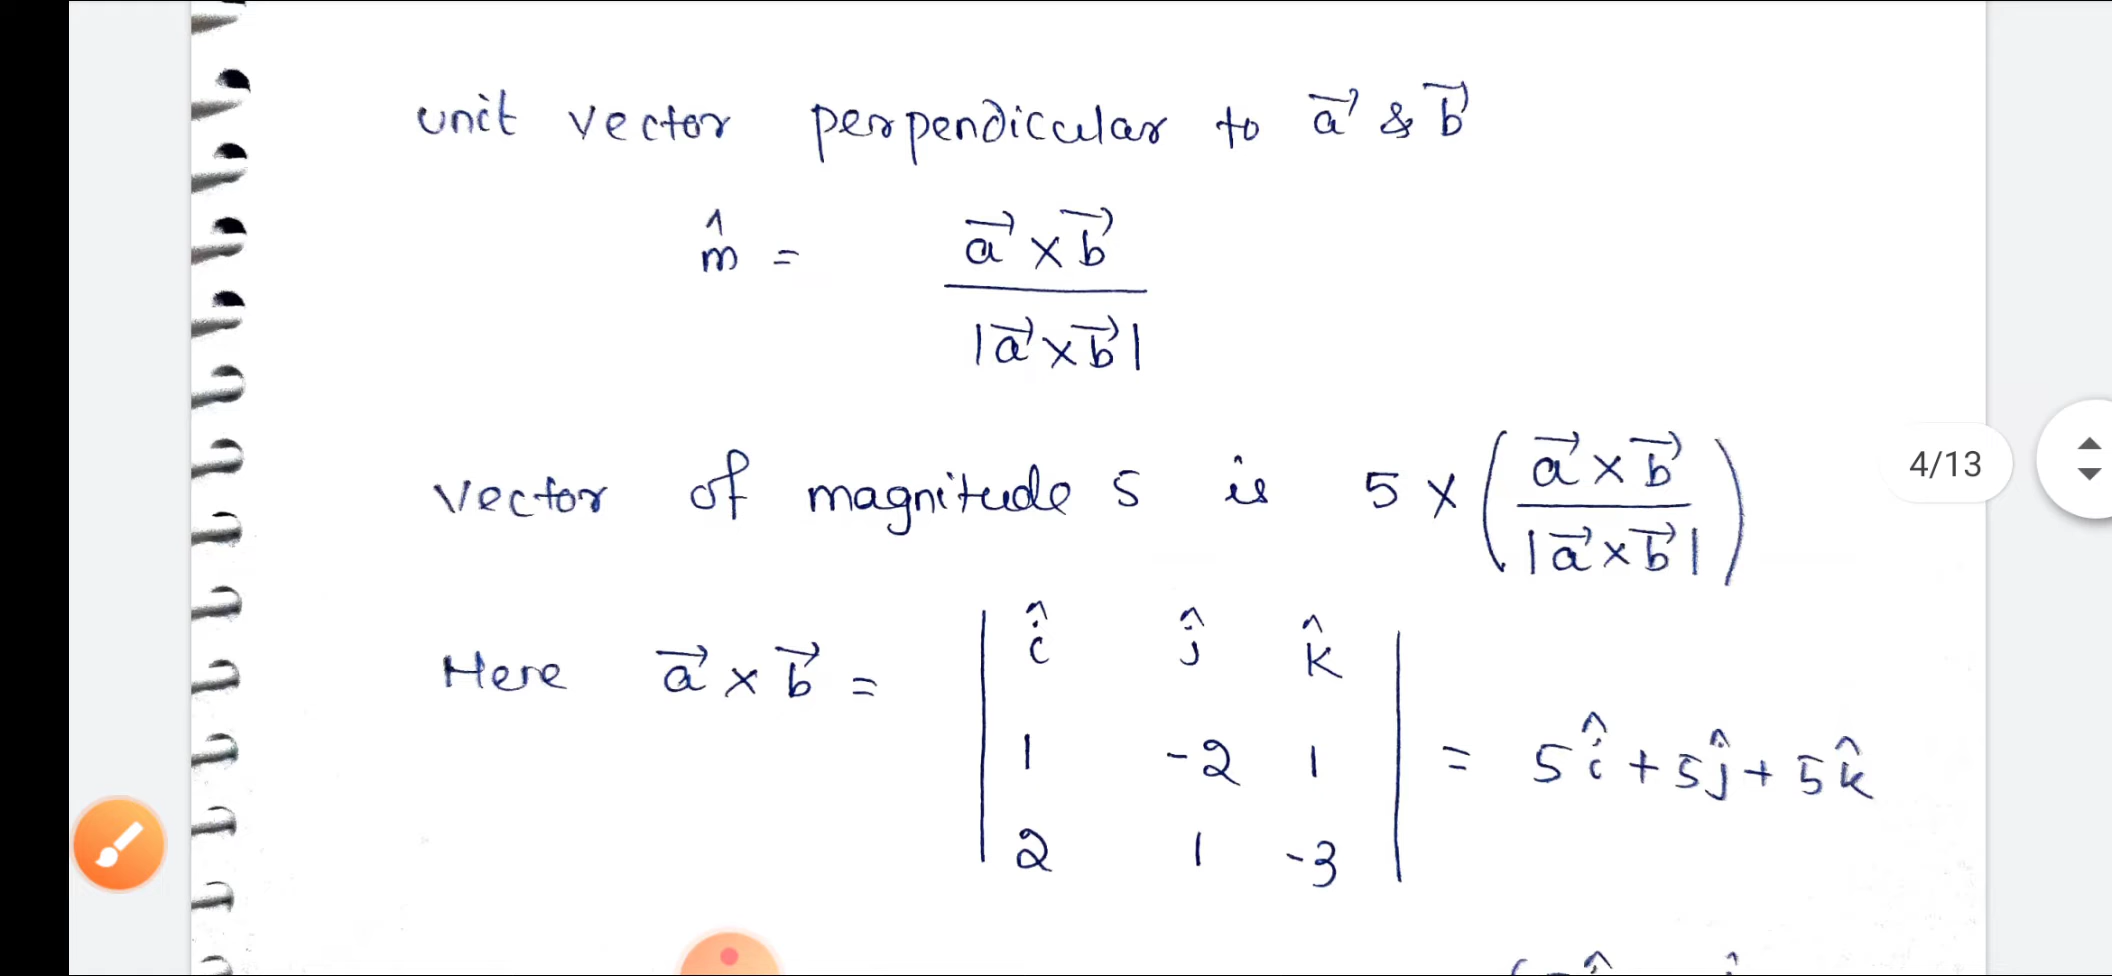 unit vector perpendicular to a⃗ & b⃗
m̂ = a⃗ × b⃗
|a⃗ × b⃗|
vector of magnitude 5 is 5 × ( a⃗ × b⃗ / |a⃗ × b⃗| )
4/13
Here a⃗ × b⃗ = | î ĵ k̂
1 -2 1 | = 5î + 5ĵ + 5k̂
2 1 -3